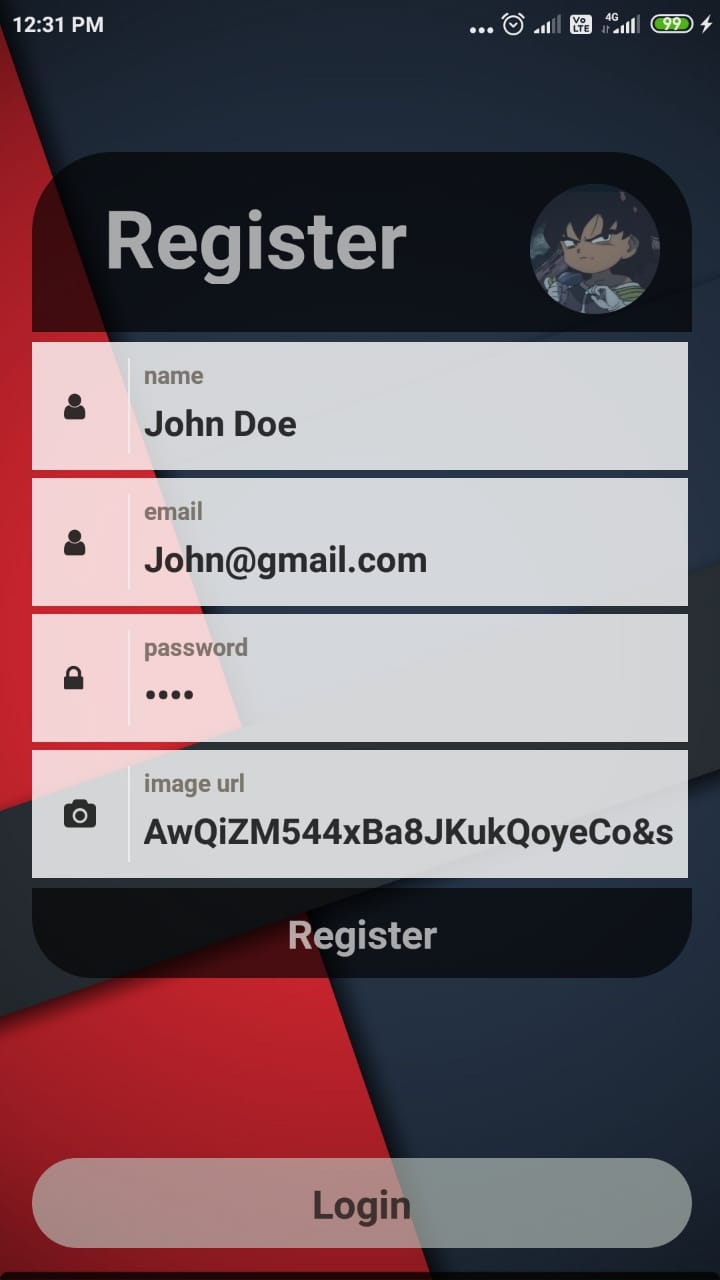 12:31 PM
Vo LTE
4G
99
Register
name
John Doe
email
John@gmail.com
password
••••
image url
AwQiZM544xBa8JKukQoyeCo&s
Register
Login